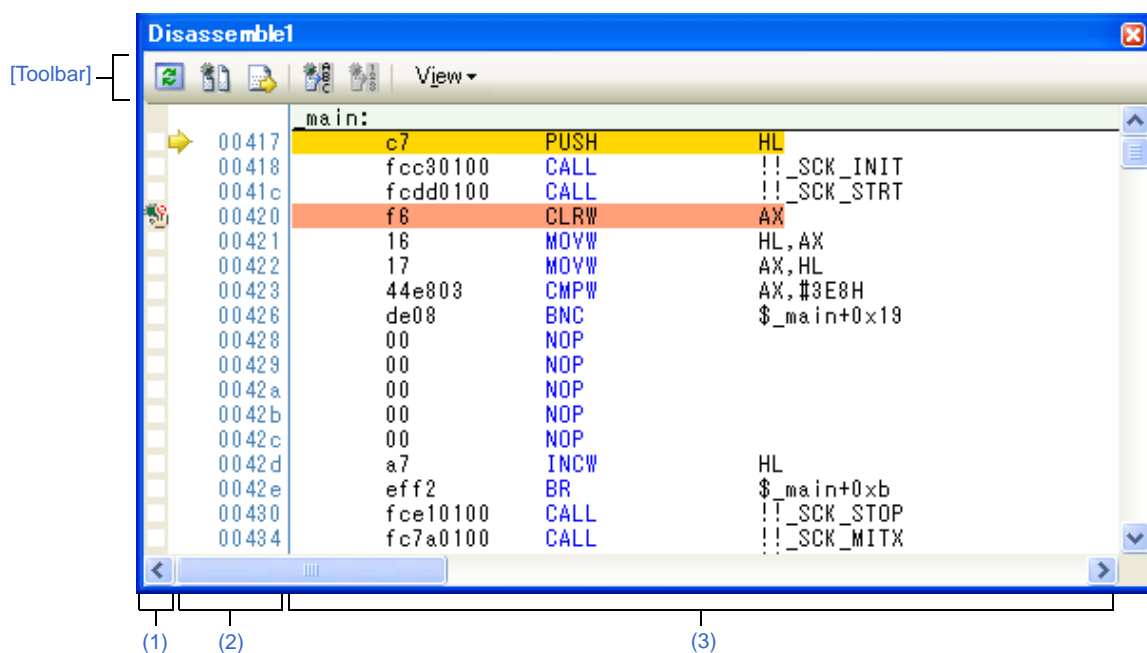 Disassemble1
[Toolbar]
View
_main:
00417 c7 PUSH HL
00418 fcc30100 CALL !!_SCK_INIT
0041c fcdd0100 CALL !!_SCK_STRT
00420 f6 CLRW AX
00421 16 MOVW HL,AX
00422 17 MOVW AX,HL
00423 44e803 CMPW AX,#3E8H
00426 de08 BNC $_main+0x19
00428 00 NOP
00429 00 NOP
0042a 00 NOP
0042b 00 NOP
0042c 00 NOP
0042d a7 INCW HL
0042e eff2 BR $_main+0xb
00430 fce10100 CALL !!_SCK_STOP
00434 fc7a0100 CALL !!_SCK_MITX
(1) (2) (3)